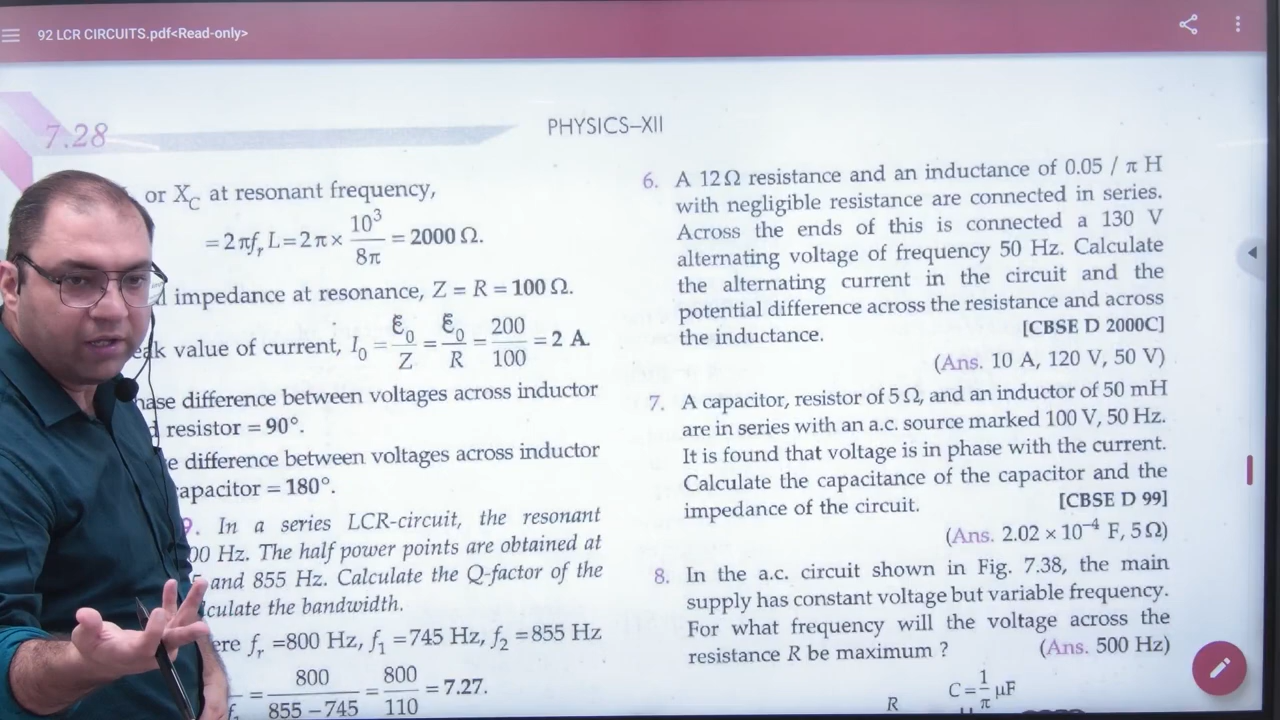 92 LCR CIRCUITS.pdf<Read-only>
7.28
PHYSICS–XII
or X_C at resonant frequency,
= 2πf_r L = 2π × 10³/8π = 2000 Ω.
impedance at resonance, Z = R = 100 Ω.
value of current, I₀ = ℰ₀/Z = ℰ₀/R = 200/100 = 2 A.
difference between voltages across inductor
resistor = 90°.
difference between voltages across inductor
= 180°.
9. In a series LCR-circuit, the resonant
Hz. The half power points are obtained at
and 855 Hz. Calculate the Q-factor of the
the bandwidth.
f_r =800 Hz, f₁ =745 Hz, f₂ =855 Hz
= 800/(855 – 745) = 800/110 = 7.27.
6. A 12 Ω resistance and an inductance of 0.05 / π H
with negligible resistance are connected in series.
Across the ends of this is connected a 130 V
alternating voltage of frequency 50 Hz. Calculate
the alternating current in the circuit and the
potential difference across the resistance and across
the inductance. [CBSE D 2000C]
(Ans. 10 A, 120 V, 50 V)
7. A capacitor, resistor of 5 Ω, and an inductor of 50 mH
are in series with an a.c. source marked 100 V, 50 Hz.
It is found that voltage is in phase with the current.
Calculate the capacitance of the capacitor and the
impedance of the circuit. [CBSE D 99]
(Ans. 2.02 × 10⁻⁴ F, 5 Ω)
8. In the a.c. circuit shown in Fig. 7.38, the main
supply has constant voltage but variable frequency.
For what frequency will the voltage across the
resistance R be maximum ? (Ans. 500 Hz)
R C = 1/π μF